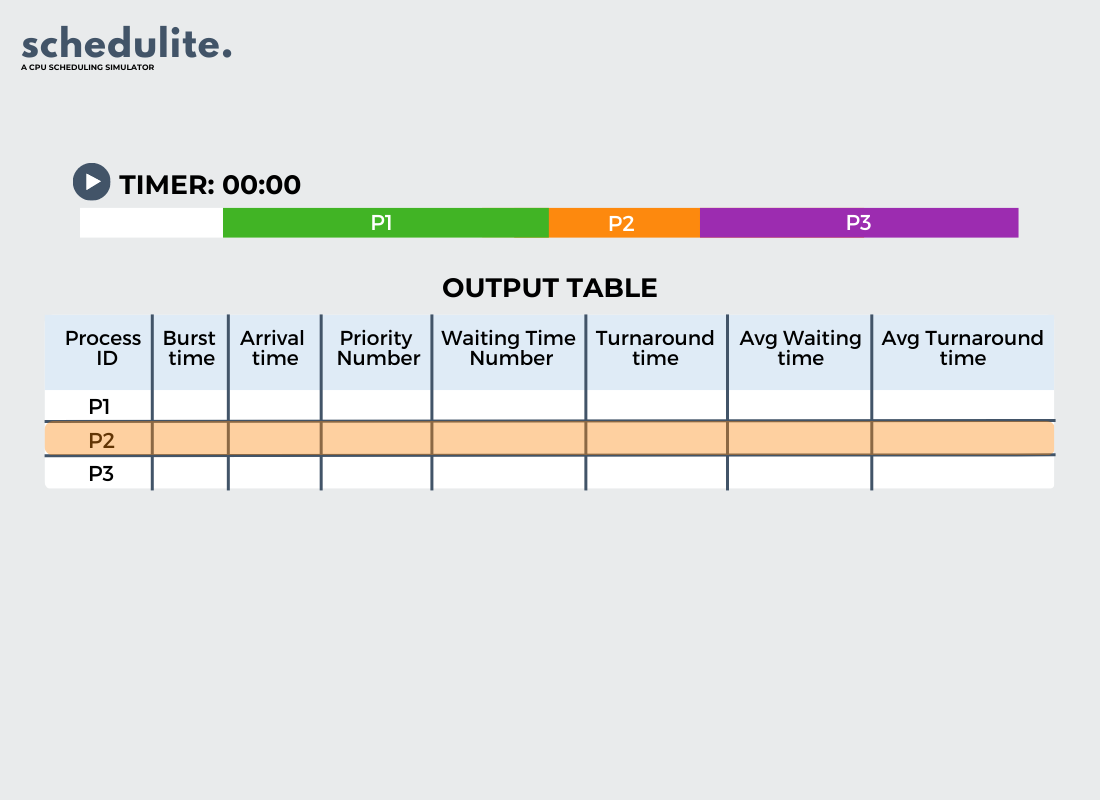 schedulite.
A CPU SCHEDULING SIMULATOR
TIMER: 00:00
P1 P2 P3
OUTPUT TABLE
Process Burst Arrival Priority Waiting Time Turnaround Avg Waiting Avg Turnaround
ID time time Number Number time time time
P1
P2
P3